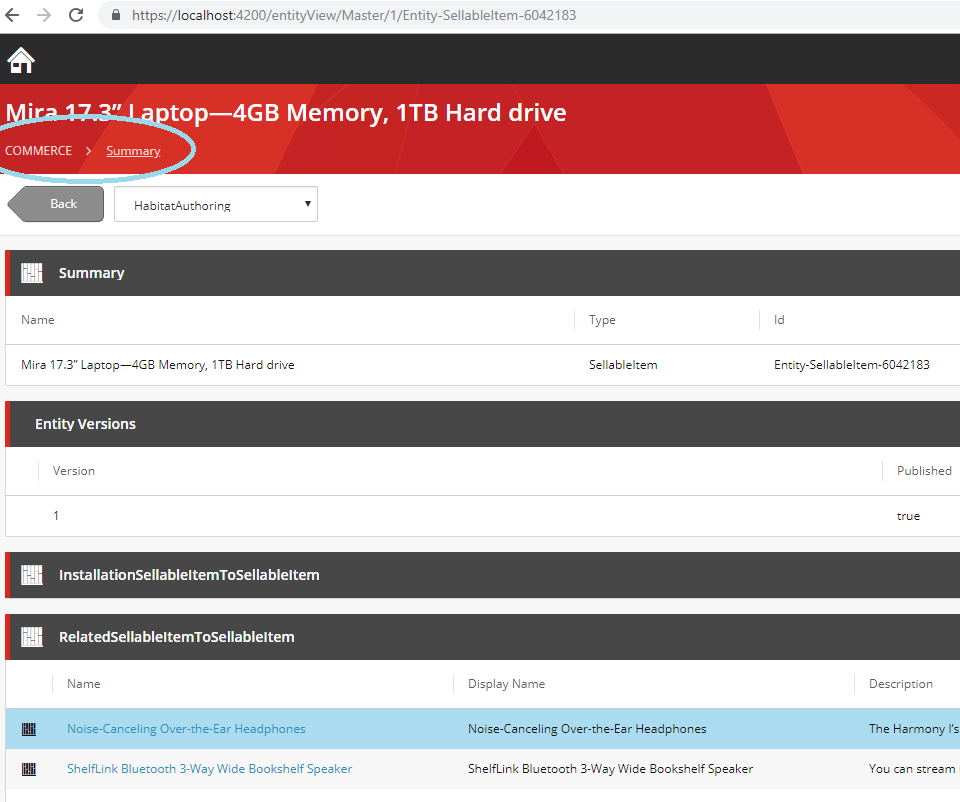 https://localhost:4200/entityView/Master/1/Entity-SellableItem-6042183
Mira 17.3” Laptop—4GB Memory, 1TB Hard drive
COMMERCE > Summary
Back HabitatAuthoring
Summary
Name Type Id
Mira 17.3” Laptop—4GB Memory, 1TB Hard drive SellableItem Entity-SellableItem-6042183
Entity Versions
Version Published
1 true
InstallationSellableItemToSellableItem
RelatedSellableItemToSellableItem
Name Display Name Description
Noise-Canceling Over-the-Ear Headphones Noise-Canceling Over-the-Ear Headphones The Harmony I's
ShelfLink Bluetooth 3-Way Wide Bookshelf Speaker ShelfLink Bluetooth 3-Way Wide Bookshelf Speaker You can stream